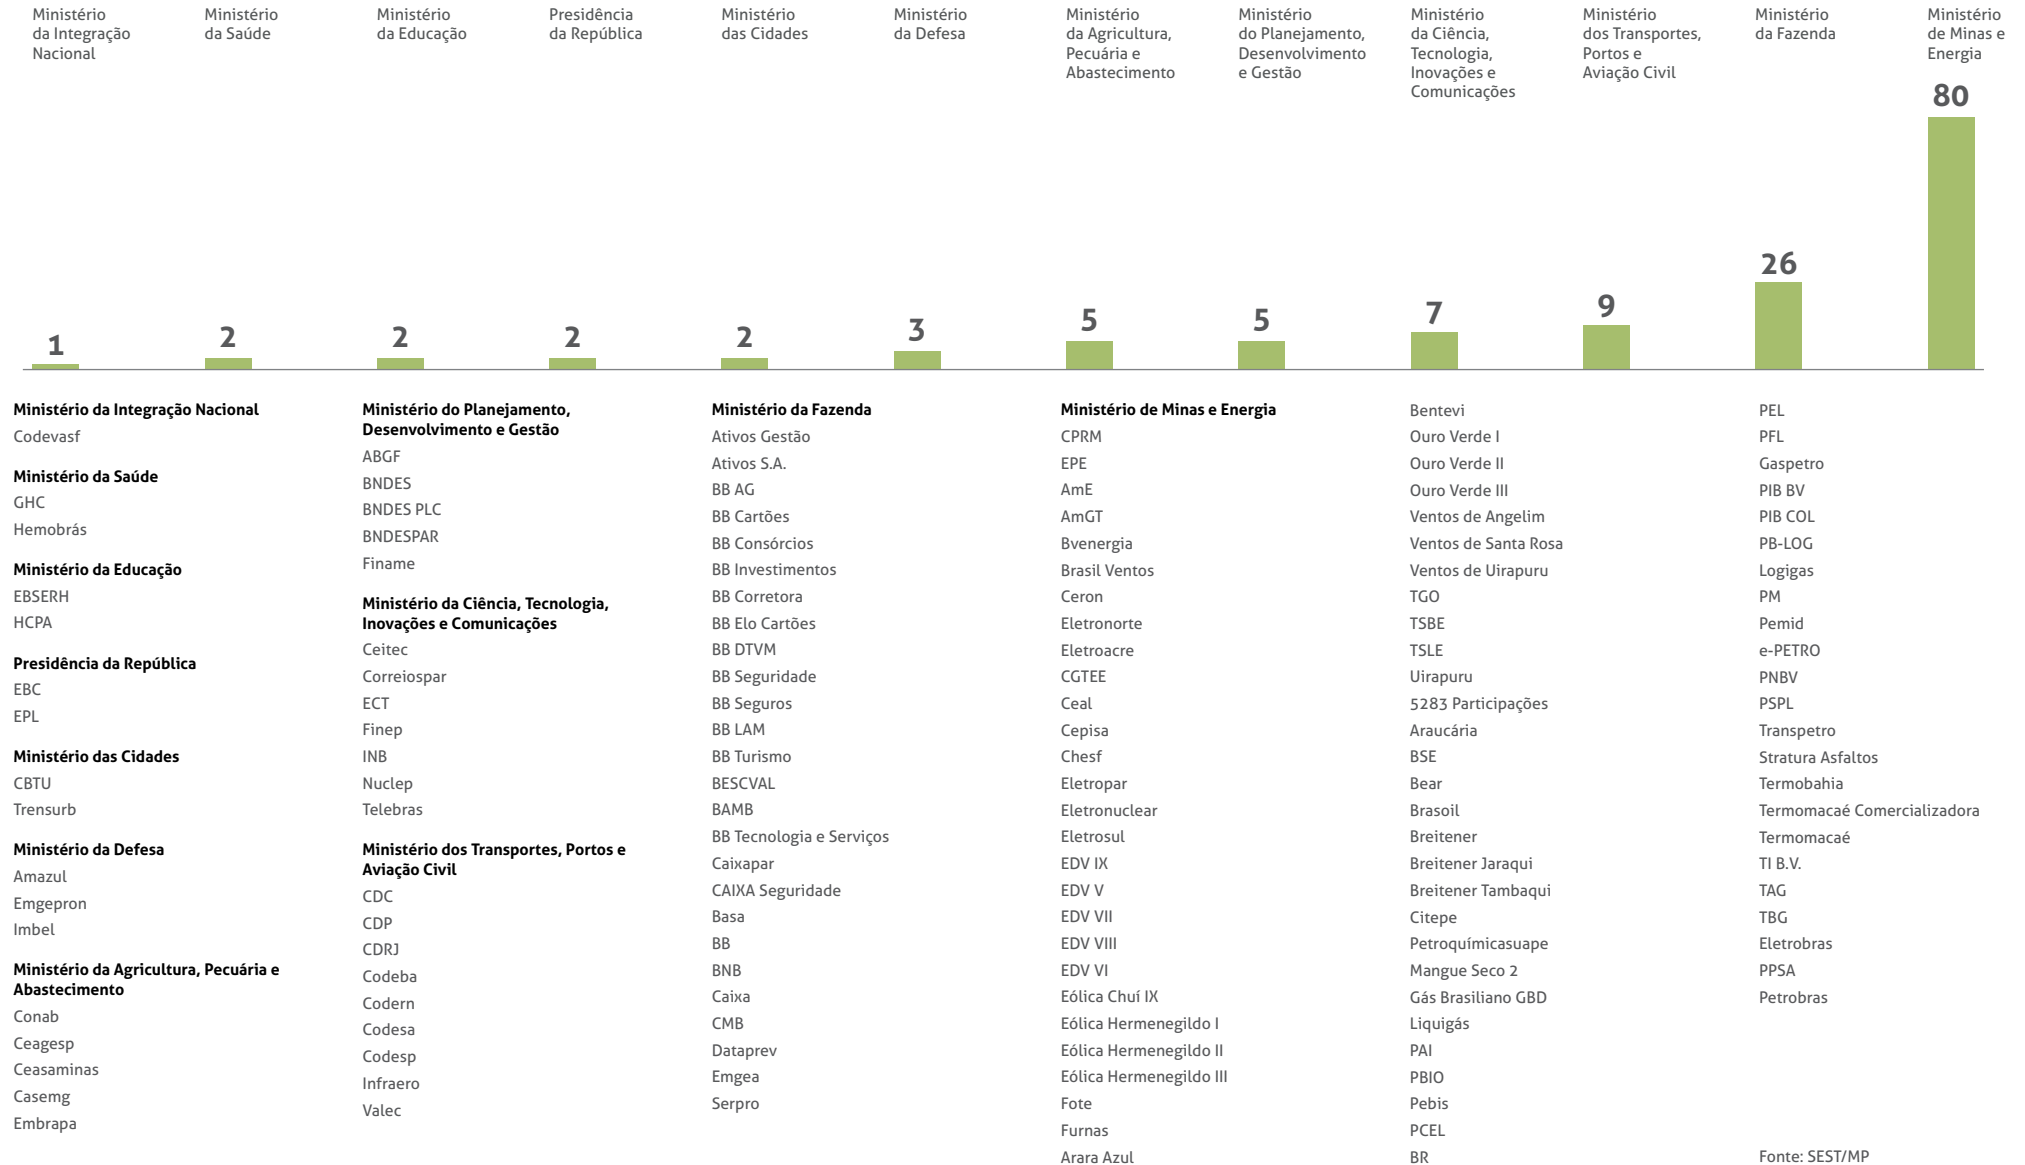 Ministério
da Integração
Nacional
Ministério
da Saúde
Ministério
da Educação
Presidência
da República
Ministério
das Cidades
Ministério
da Defesa
Ministério
da Agricultura,
Pecuária e
Abastecimento
Ministério
do Planejamento,
Desenvolvimento
e Gestão
Ministério
da Ciência,
Tecnologia,
Inovações e
Comunicações
Ministério
dos Transportes,
Portos e
Aviação Civil
Ministério
da Fazenda
Ministério
de Minas e
Energia
1
2
2
2
2
3
5
5
7
9
26
80
Ministério da Integração Nacional
Codevasf
Ministério da Saúde
GHC
Hemobrás
Ministério da Educação
EBSERH
HCPA
Presidência da República
EBC
EPL
Ministério das Cidades
CBTU
Trensurb
Ministério da Defesa
Amazul
Emgepron
Imbel
Ministério da Agricultura, Pecuária e
Abastecimento
Conab
Ceagesp
Ceasaminas
Casemg
Embrapa
Ministério do Planejamento,
Desenvolvimento e Gestão
ABGF
BNDES
BNDES PLC
BNDESPAR
Finame
Ministério da Ciência, Tecnologia,
Inovações e Comunicações
Ceitec
Correiospar
ECT
Finep
INB
Nuclep
Telebras
Ministério dos Transportes, Portos e
Aviação Civil
CDC
CDP
CDRJ
Codeba
Codern
Codesa
Codesp
Infraero
Valec
Ministério da Fazenda
Ativos Gestão
Ativos S.A.
BB AG
BB Cartões
BB Consórcios
BB Investimentos
BB Corretora
BB Elo Cartões
BB DTVM
BB Seguridade
BB Seguros
BB LAM
BB Turismo
BESCVAL
BAMB
BB Tecnologia e Serviços
Caixapar
CAIXA Seguridade
Basa
BB
BNB
Caixa
CMB
Dataprev
Emgea
Serpro
Ministério de Minas e Energia
CPRM
EPE
AmE
AmGT
Bvenergia
Brasil Ventos
Ceron
Eletronorte
Eletroacre
CGTEE
Ceal
Cepisa
Chesf
Eletropar
Eletronuclear
Eletrosul
EDV IX
EDV V
EDV VII
EDV VIII
EDV VI
Eólica Chuí IX
Eólica Hermenegildo I
Eólica Hermenegildo II
Eólica Hermenegildo III
Fote
Furnas
Arara Azul
Bentevi
Ouro Verde I
Ouro Verde II
Ouro Verde III
Ventos de Angelim
Ventos de Santa Rosa
Ventos de Uirapuru
TGO
TSBE
TSLE
Uirapuru
5283 Participações
Araucária
BSE
Bear
Brasoil
Breitener
Breitener Jaraqui
Breitener Tambaqui
Citepe
Petroquímicasuape
Mangue Seco 2
Gás Brasiliano GBD
Liquigás
PAI
PBIO
Pebis
PCEL
BR
PEL
PFL
Gaspetro
PIB BV
PIB COL
PB-LOG
Logigas
PM
Pemid
e-PETRO
PNBV
PSPL
Transpetro
Stratura Asfaltos
Termobahia
Termomacaé Comercializadora
Termomacaé
TI B.V.
TAG
TBG
Eletrobras
PPSA
Petrobras
Fonte: SEST/MP